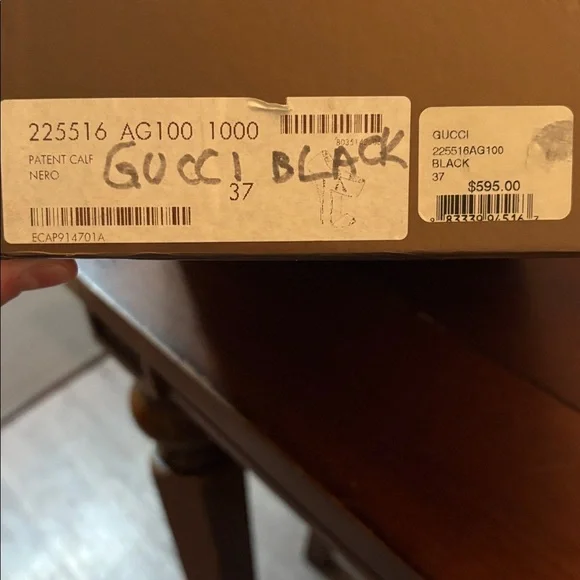 225516 AG100 1000
PATENT CALF
NERO
GUCCI BLACK
37
ECAP914701A
GUCCI
225516AG100
BLACK
37
$595.00